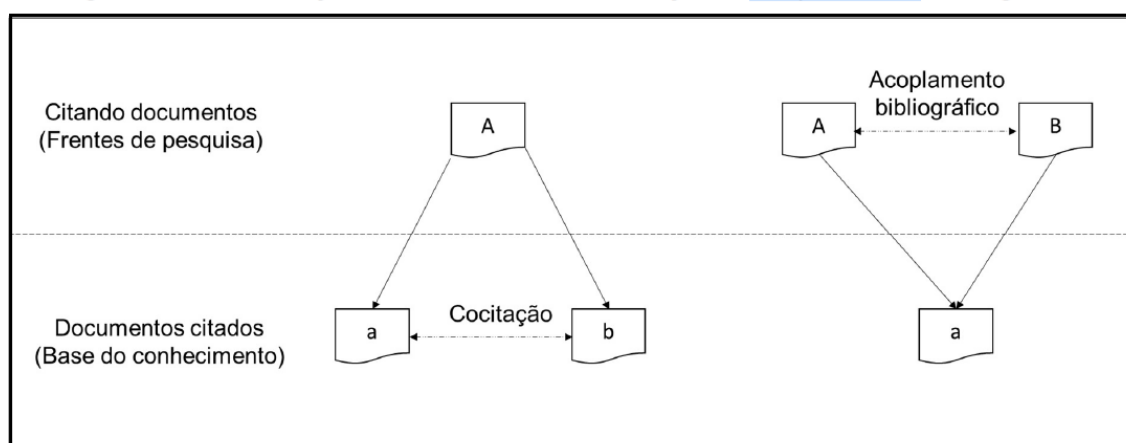 Citando documentos
(Frentes de pesquisa)
A
A
Acoplamento
bibliográfico
B
Documentos citados
(Base do conhecimento)
a
Cocitação
b
a